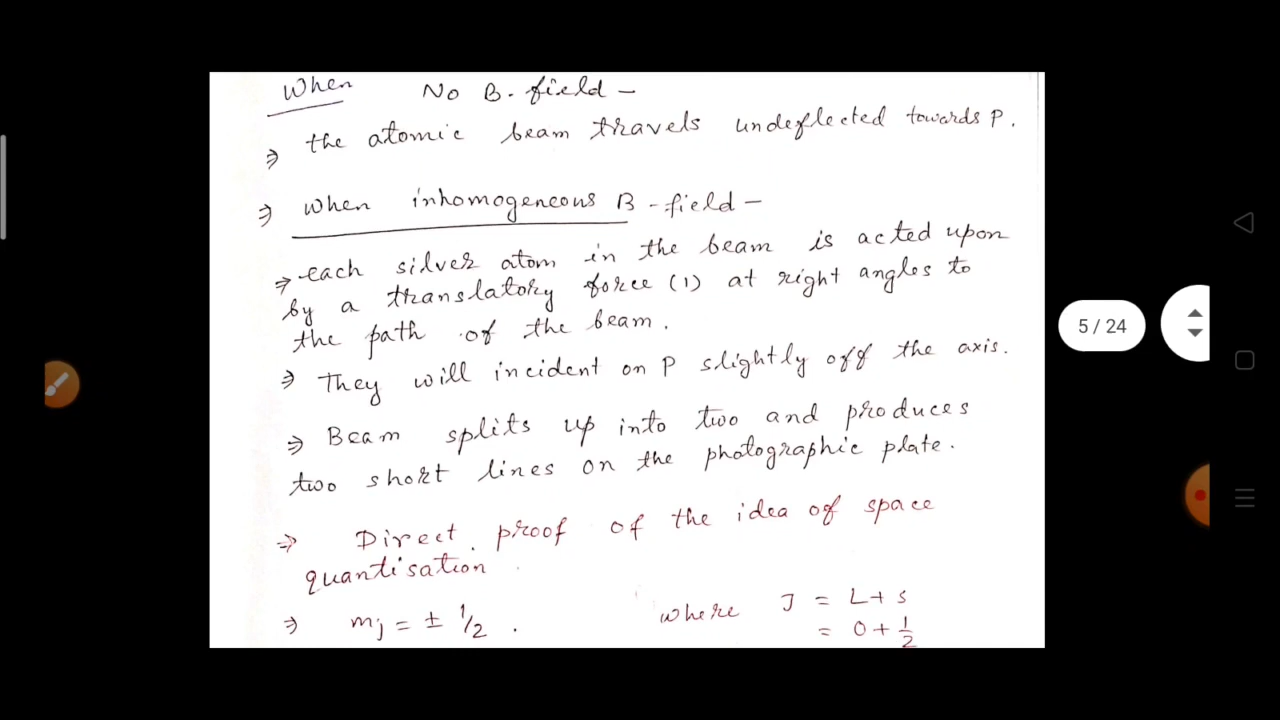 When No B-field -
⇒ the atomic beam travels undeflected towards P.
⇒ When inhomogeneous B-field -
⇒ each silver atom in the beam is acted upon
by a translatory force (1) at right angles to
the path of the beam.
⇒ They will incident on P slightly off the axis.
⇒ Beam splits up into two and produces
two short lines on the photographic plate.
⇒ Direct proof of the idea of space
quantisation
⇒ mj = ± 1/2 . where J = L+s
= 0 + 1/2
5 / 24